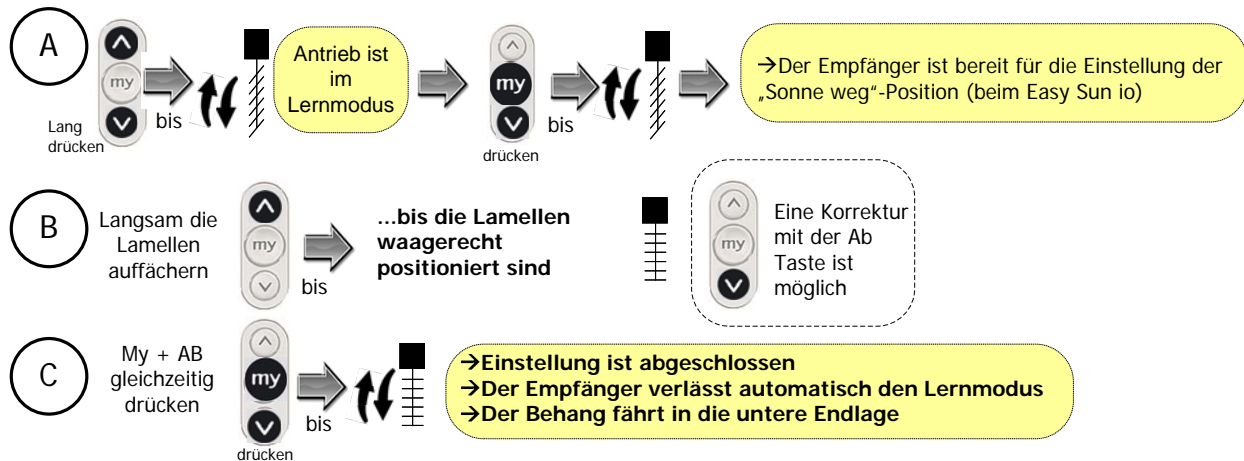 A
my
Lang
drücken
bis
Antrieb ist
im
Lernmodus
my
drücken
bis
→Der Empfänger ist bereit für die Einstellung der
„Sonne weg“-Position (beim Easy Sun io)
B
Langsam die
Lamellen
auffächern
my
bis
...bis die Lamellen
waagerecht
positioniert sind
my
Eine Korrektur
mit der Ab
Taste ist
möglich
C
My + AB
gleichzeitig
drücken
my
drücken
bis
→Einstellung ist abgeschlossen
→Der Empfänger verlässt automatisch den Lernmodus
→Der Behang fährt in die untere Endlage